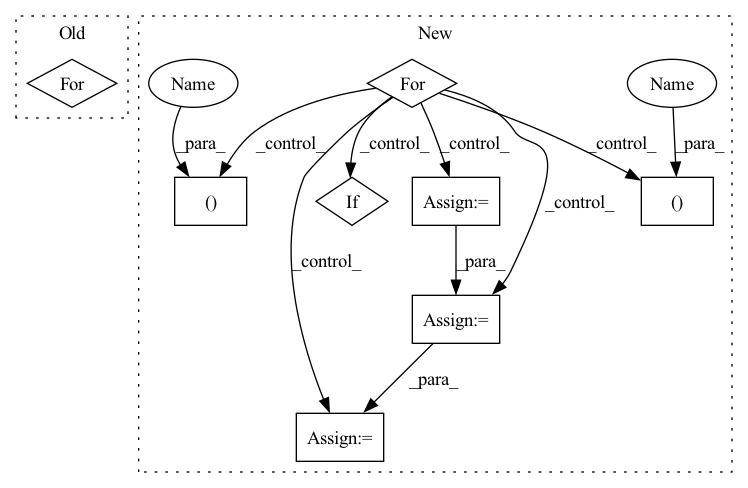 Old
New
For
Name
For
Name
_para_
_control_
_control_
_control_
_control_
_para_
()
If
Assign:=
_control_
()
_control_
_para_
Assign:=
_para_
Assign:=